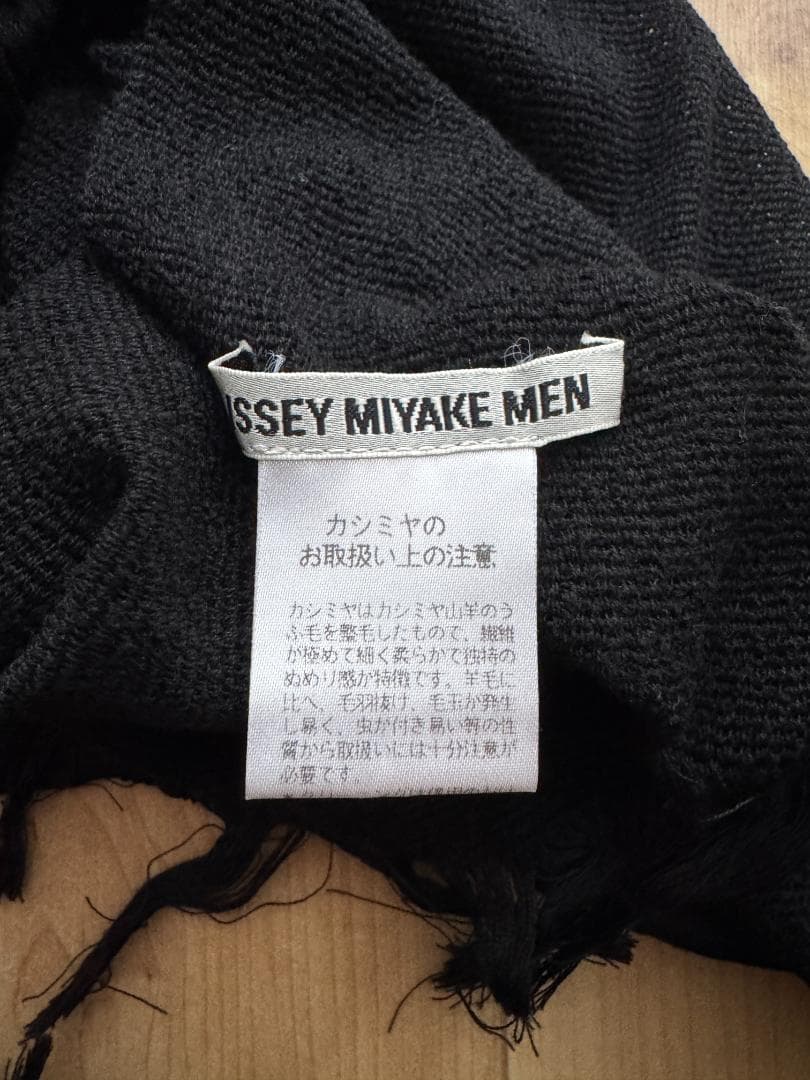 ISSEY MIYAKE MEN
カシミヤの
お取扱い上の注意
カシミヤはカシミヤ山羊のう
ふ毛を整毛したもので、繊維
が極めて細く柔らかで独特の
ぬめり感が特徴です。羊毛に
比べ、毛羽抜け、毛玉が発生
し易く、虫が付き易い等の性
質から取扱いには十分注意が
必要です。